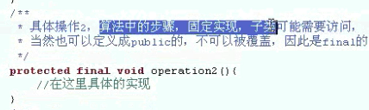 /**
* 具体操作2，算法中的步骤，固定实现，子类可能需要访问，
* 当然也可以定义成public的，不可以被覆盖，因此是final的
*/
protected final void operation2(){
//在这里具体的实现
}